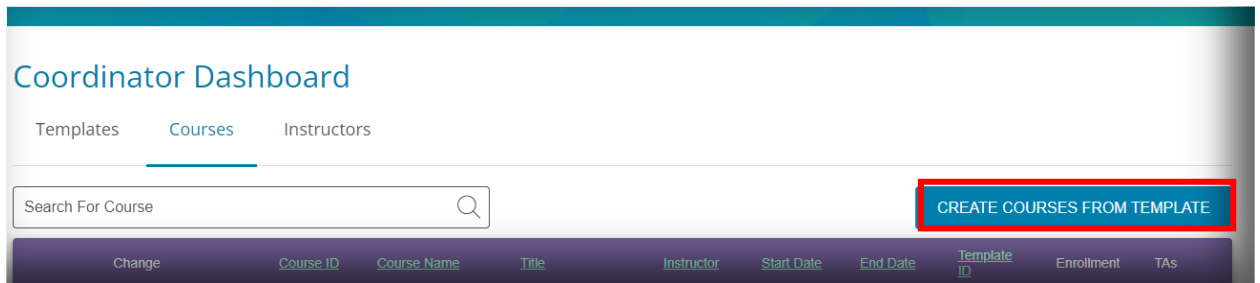 Coordinator Dashboard
Templates Courses Instructors
Search For Course CREATE COURSES FROM TEMPLATE
Change Course ID Course Name Title Instructor Start Date End Date Template ID Enrollment TAs